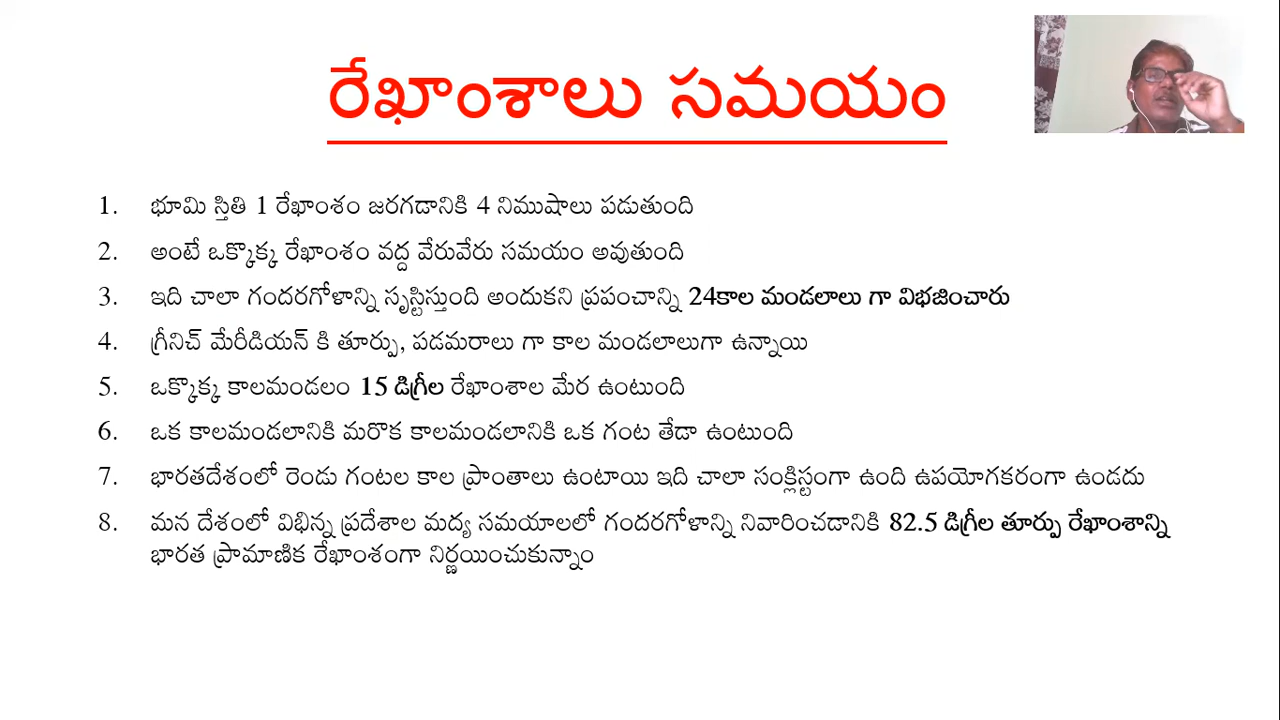 రేఖాంశాలు సమయం
1. భూమి స్తితి 1 రేఖాంశం జరగడానికి 4 నిముషాలు పడుతుంది
2. అంటే ఒక్కొక్క రేఖాంశం వద్ద వేరువేరు సమయం అవుతుంది
3. ఇది చాలా గందరగోళాన్ని సృస్టిస్తుంది అందుకని ప్రపంచాన్ని 24కాల మండలాలు గా విభజించారు
4. గ్రీనిచ్ మేరీడియన్ కి తూర్పు, పడమరాలు గా కాల మండలాలుగా ఉన్నాయి
5. ఒక్కొక్క కాలమండలం 15 డిగ్రీల రేఖాంశాల మేర ఉంటుంది
6. ఒక కాలమండలానికి మరొక కాలమండలానికి ఒక గంట తేడా ఉంటుంది
7. భారతదేశంలో రెండు గంటల కాల ప్రాంతాలు ఉంటాయి ఇది చాలా సంక్లిస్టంగా ఉంది ఉపయోగకరంగా ఉండదు
8. మన దేశంలో విభిన్న ప్రదేశాల మద్య సమయాలలో గందరగోళాన్ని నివారించడానికి 82.5 డిగ్రీల తూర్పు రేఖాంశాన్ని
భారత ప్రామాణిక రేఖాంశంగా నిర్ణయించుకున్నాం